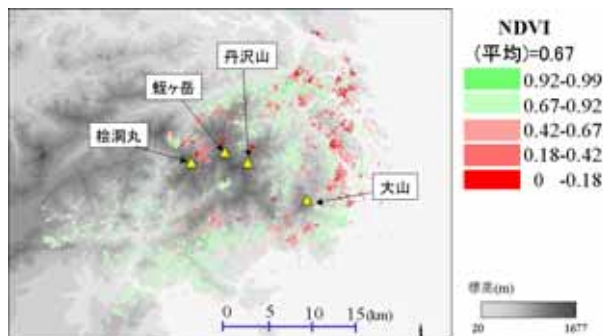 丹沢山
蛭ヶ岳
桧洞丸
大山
0 5 10 15(km)
NDVI
(平均)=0.67
0.92-0.99
0.67-0.92
0.42-0.67
0.18-0.42
0 -0.18
標高(m)
20 1677